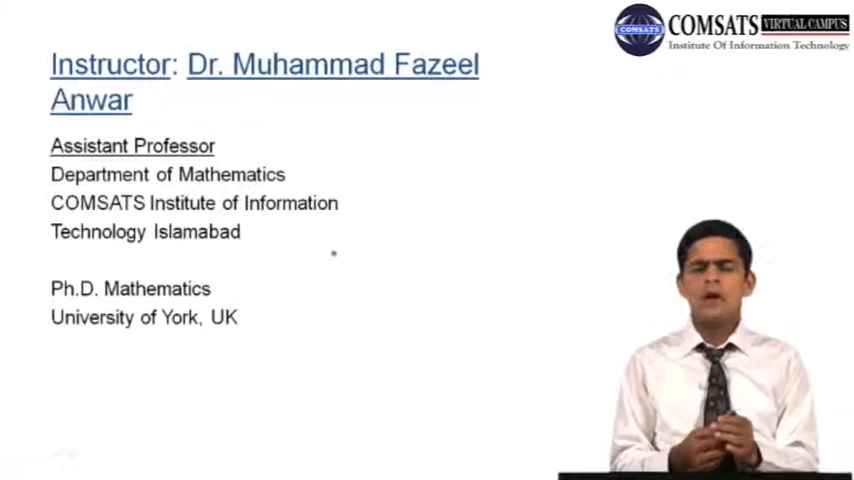 COMSATS VIRTUAL CAMPUS
COMSATS
Institute Of Information Technology
Instructor: Dr. Muhammad Fazeel
Anwar
Assistant Professor
Department of Mathematics
COMSATS Institute of Information
Technology Islamabad
Ph.D. Mathematics
University of York, UK